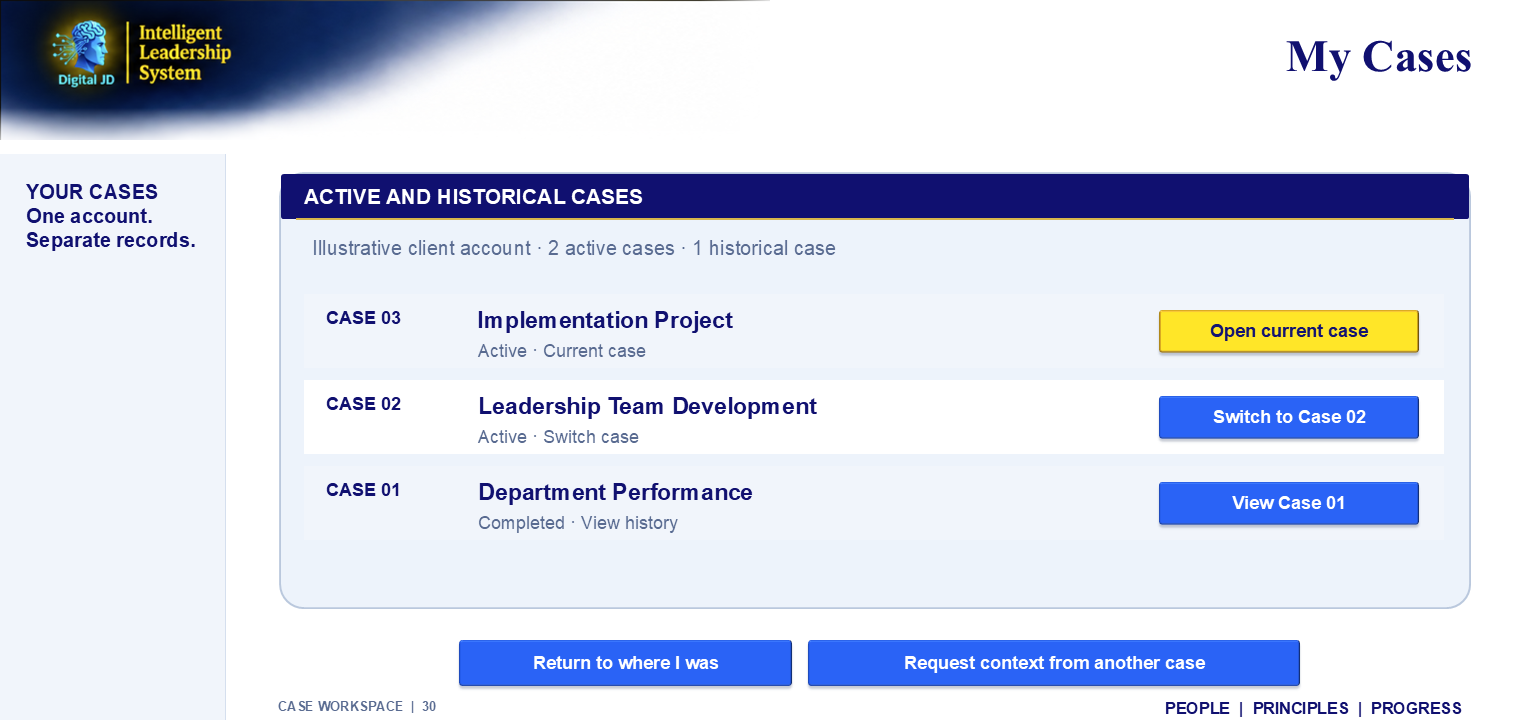 Digital JD
Intelligent
Leadership
System
My Cases
YOUR CASES
One account.
Separate records.
ACTIVE AND HISTORICAL CASES
Illustrative client account · 2 active cases · 1 historical case
CASE 03
Implementation Project
Active · Current case
Open current case
CASE 02
Leadership Team Development
Active · Switch case
Switch to Case 02
CASE 01
Department Performance
Completed · View history
View Case 01
Return to where I was
Request context from another case
CASE WORKSPACE | 30
PEOPLE | PRINCIPLES | PROGRESS